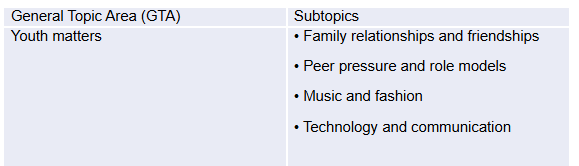 General Topic Area (GTA)
Subtopics
Youth matters
• Family relationships and friendships
• Peer pressure and role models
• Music and fashion
• Technology and communication